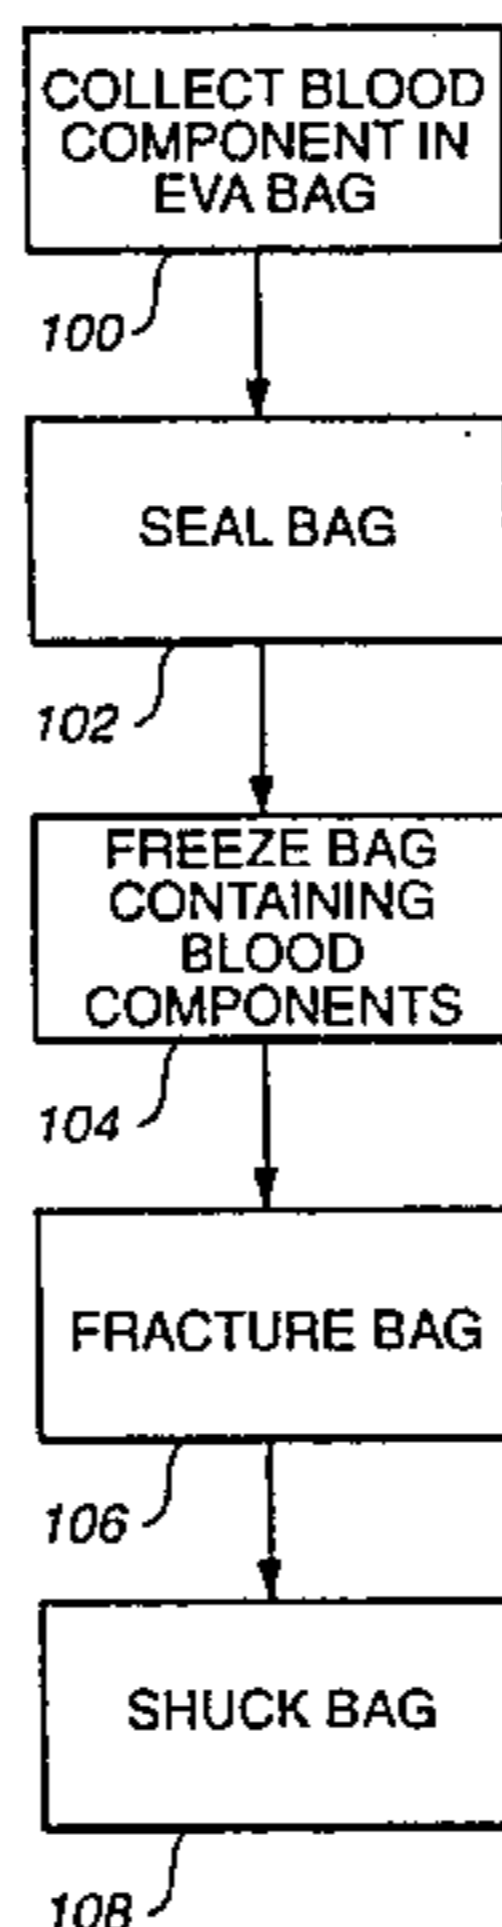 COLLECT BLOOD
COMPONENT IN
EVA BAG
100
SEAL BAG
102
FREEZE BAG
CONTAINING
BLOOD
COMPONENTS
104
FRACTURE BAG
106
SHUCK BAG
108